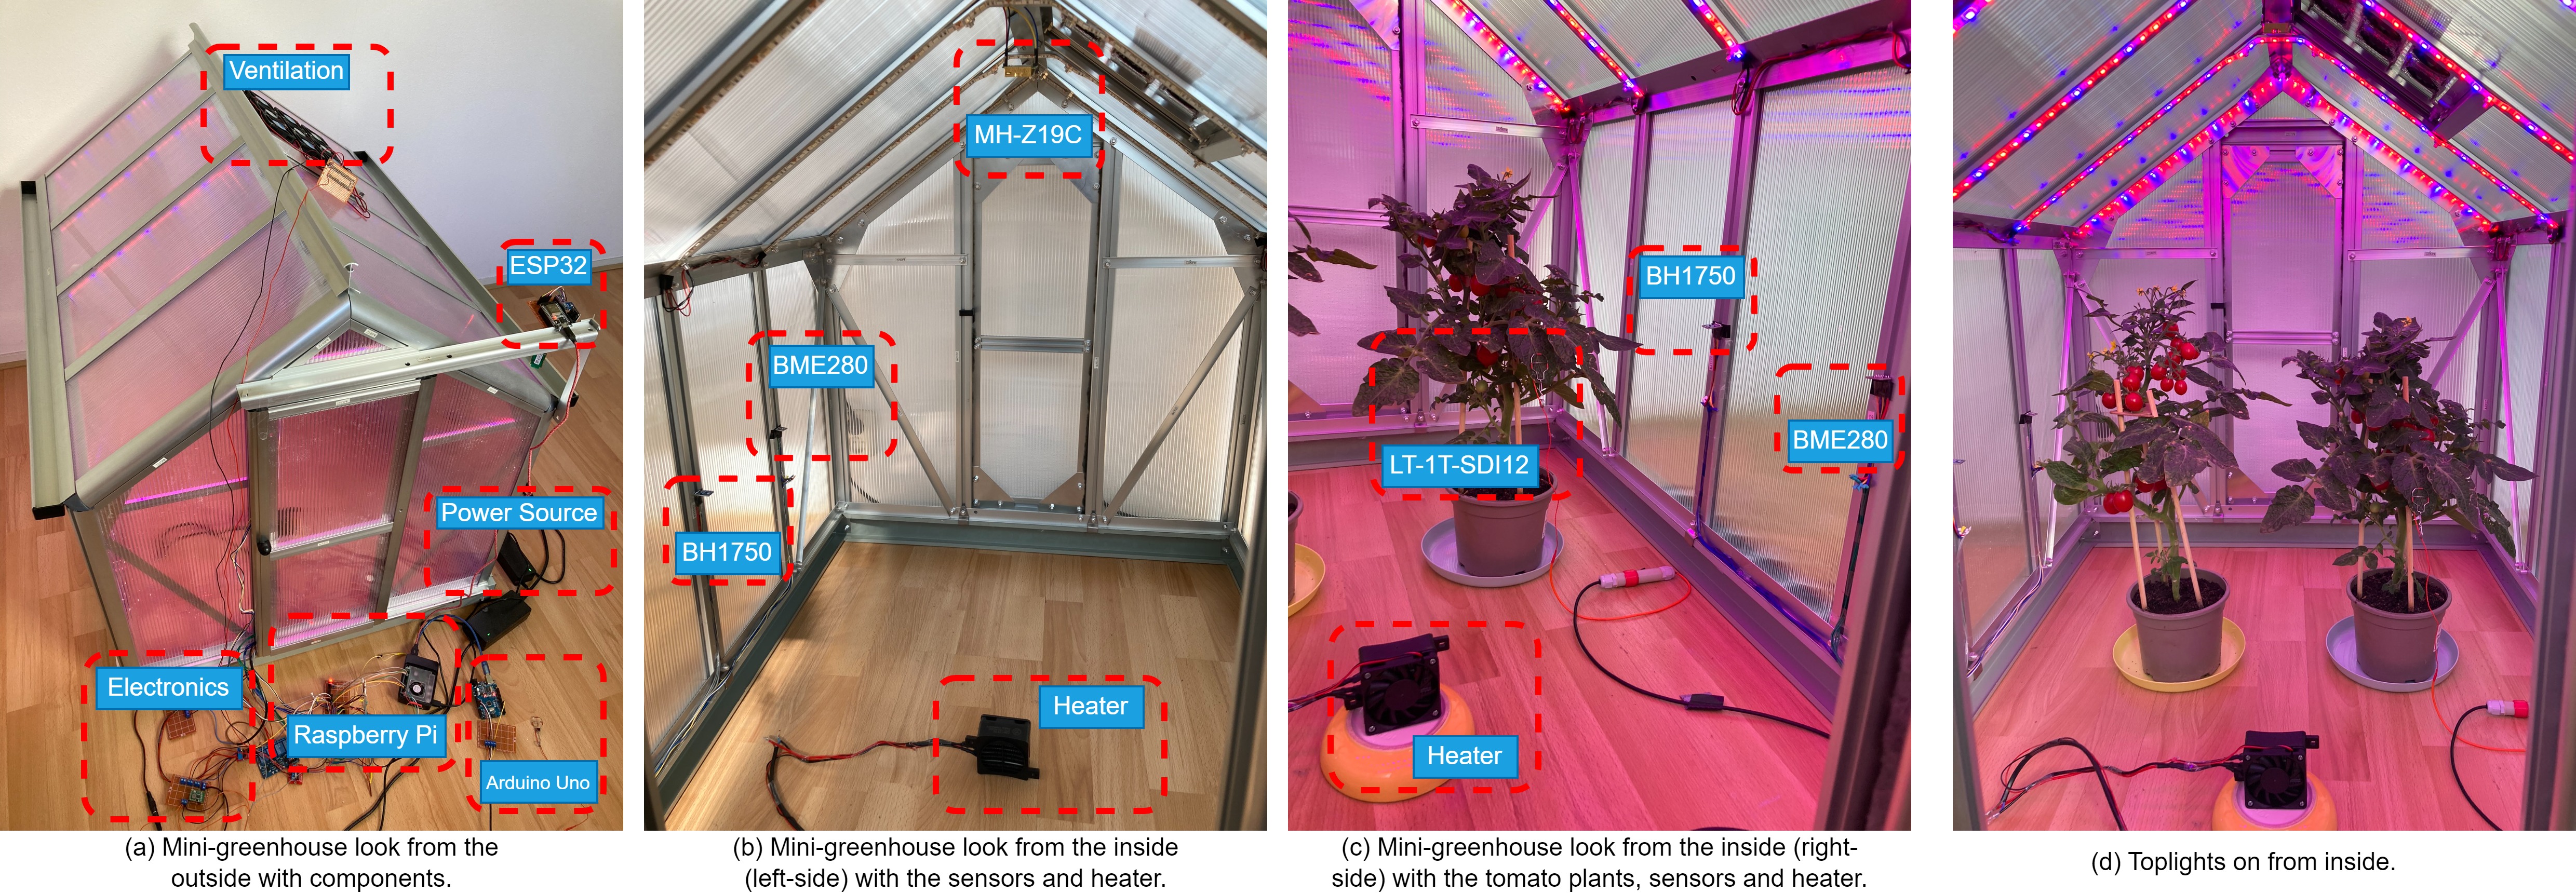 Ventilation
ESP32
Power Source
Electronics
Raspberry Pi
Arduino Uno
(a) Mini-greenhouse look from the
outside with components.
MH-Z19C
BME280
BH1750
Heater
(b) Mini-greenhouse look from the inside
(left-side) with the sensors and heater.
BH1750
BME280
LT-1T-SDI12
Heater
(c) Mini-greenhouse look from the inside (right-
side) with the tomato plants, sensors and heater.
(d) Toplights on from inside.